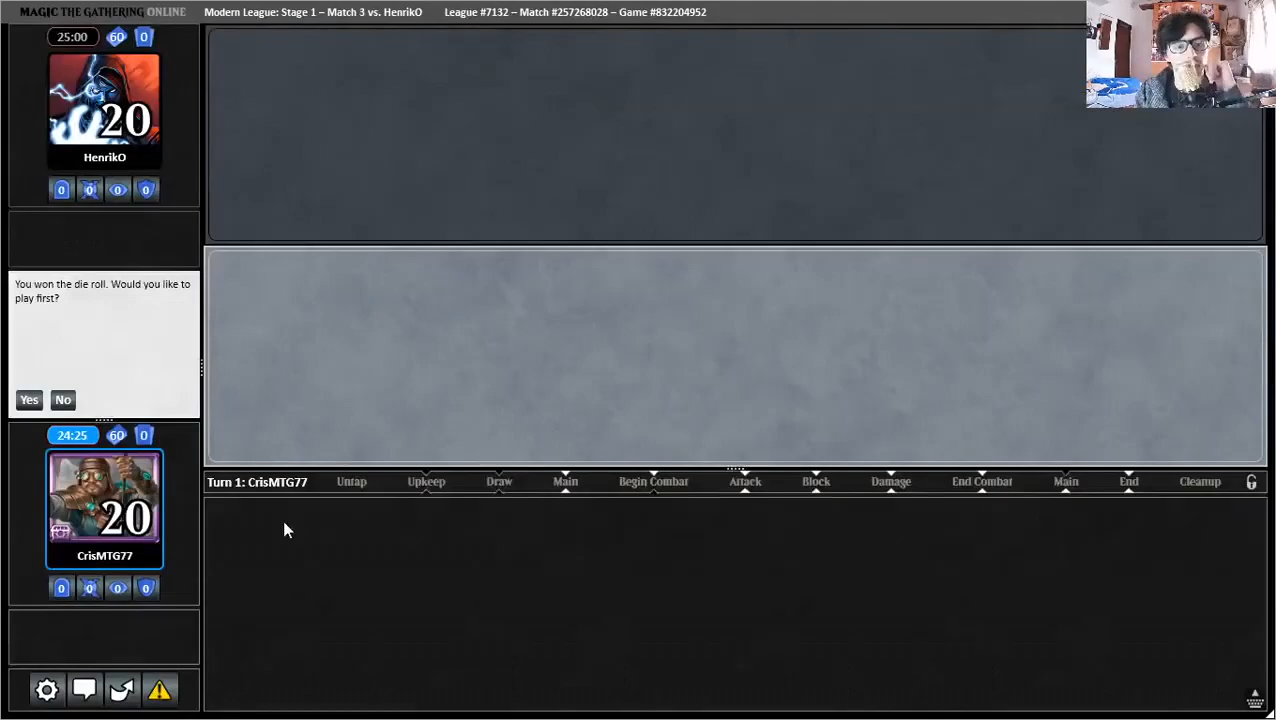 MAGIC THE GATHERING ONLINE
Modern League: Stage 1 – Match 3 vs. HenrikO
League #7132 – Match #257268028 – Game #832204952
25:00 60 0
20
HenrikO
0 0 0 0
You won the die roll. Would you like to
play first?
Yes No
24:25 60 0
20
CrisMTG77
0 0 0 0
Turn 1: CrisMTG77 Untap Upkeep Draw Main Begin Combat Attack Block Damage End Combat Main End Cleanup